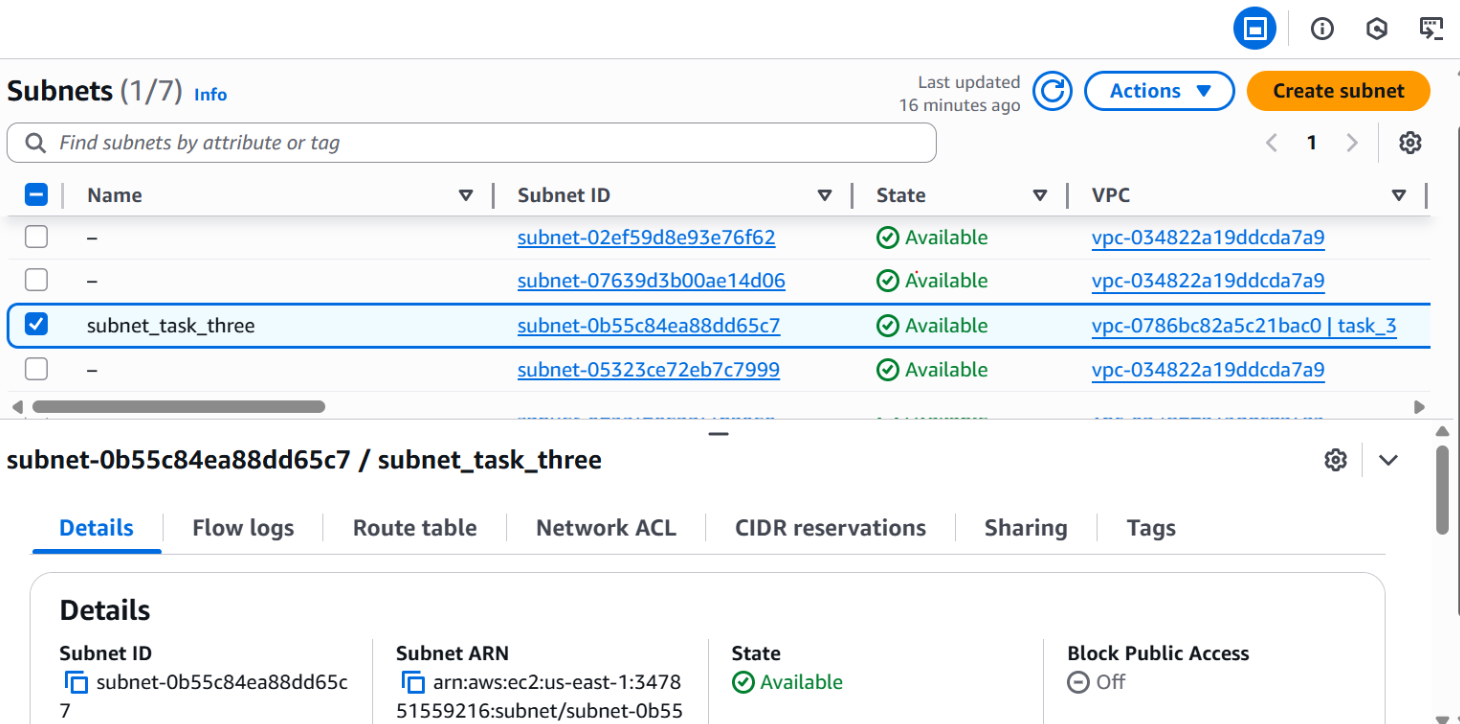 Subnets (1/7) Info
Last updated
16 minutes ago
Actions
Create subnet
Find subnets by attribute or tag
1
Name Subnet ID State VPC
– subnet-02ef59d8e93e76f62 Available vpc-034822a19ddcda7a9
– subnet-07639d3b00ae14d06 Available vpc-034822a19ddcda7a9
subnet_task_three subnet-0b55c84ea88dd65c7 Available vpc-0786bc82a5c21bac0 | task_3
– subnet-05323ce72eb7c7999 Available vpc-034822a19ddcda7a9
subnet-0b55c84ea88dd65c7 / subnet_task_three
Details Flow logs Route table Network ACL CIDR reservations Sharing Tags
Details
Subnet ID
subnet-0b55c84ea88dd65c
7
Subnet ARN
arn:aws:ec2:us-east-1:3478
51559216:subnet/subnet-0b55
State
Available
Block Public Access
Off